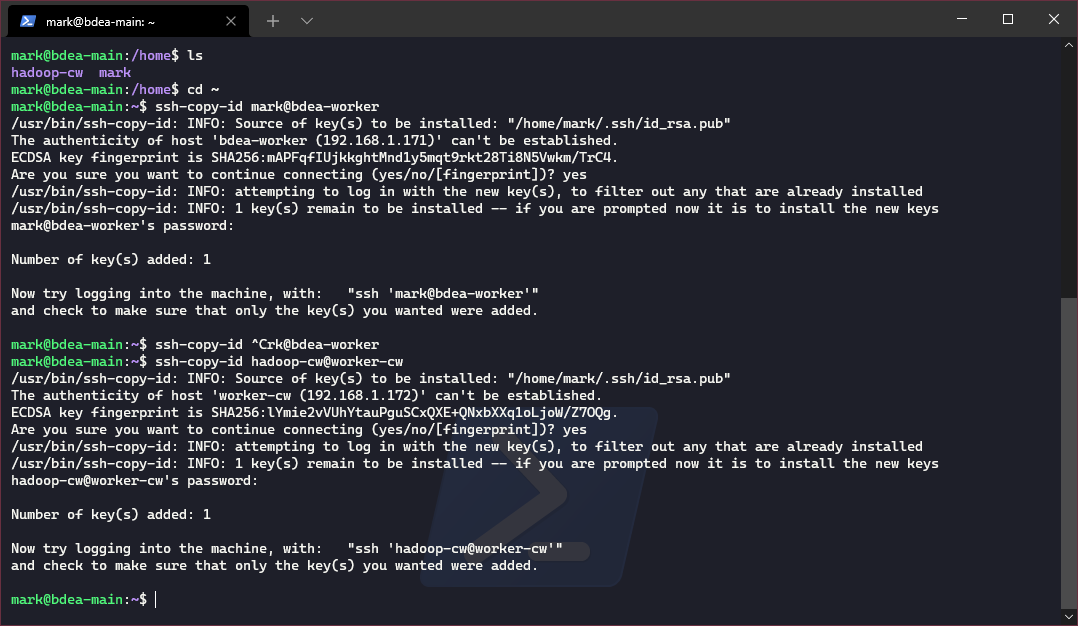 mark@bdea-main: ~
mark@bdea-main:/home$ ls
hadoop-cw  mark
mark@bdea-main:/home$ cd ~
mark@bdea-main:~$ ssh-copy-id mark@bdea-worker
/usr/bin/ssh-copy-id: INFO: Source of key(s) to be installed: "/home/mark/.ssh/id_rsa.pub"
The authenticity of host 'bdea-worker (192.168.1.171)' can't be established.
ECDSA key fingerprint is SHA256:mAPFqfIUjkkghtMnd1y5mqt9rkt28Ti8N5Vwkm/TrC4.
Are you sure you want to continue connecting (yes/no/[fingerprint])? yes
/usr/bin/ssh-copy-id: INFO: attempting to log in with the new key(s), to filter out any that are already installed
/usr/bin/ssh-copy-id: INFO: 1 key(s) remain to be installed -- if you are prompted now it is to install the new keys
mark@bdea-worker's password:
Number of key(s) added: 1
Now try logging into the machine, with:   "ssh 'mark@bdea-worker'"
and check to make sure that only the key(s) you wanted were added.
mark@bdea-main:~$ ssh-copy-id ^Crk@bdea-worker
mark@bdea-main:~$ ssh-copy-id hadoop-cw@worker-cw
/usr/bin/ssh-copy-id: INFO: Source of key(s) to be installed: "/home/mark/.ssh/id_rsa.pub"
The authenticity of host 'worker-cw (192.168.1.172)' can't be established.
ECDSA key fingerprint is SHA256:lYmie2vVUhYtauPguSCxQXE+QNxbXXq1oLjoW/Z7OQg.
Are you sure you want to continue connecting (yes/no/[fingerprint])? yes
/usr/bin/ssh-copy-id: INFO: attempting to log in with the new key(s), to filter out any that are already installed
/usr/bin/ssh-copy-id: INFO: 1 key(s) remain to be installed -- if you are prompted now it is to install the new keys
hadoop-cw@worker-cw's password:
Number of key(s) added: 1
Now try logging into the machine, with:   "ssh 'hadoop-cw@worker-cw'"
and check to make sure that only the key(s) you wanted were added.
mark@bdea-main:~$